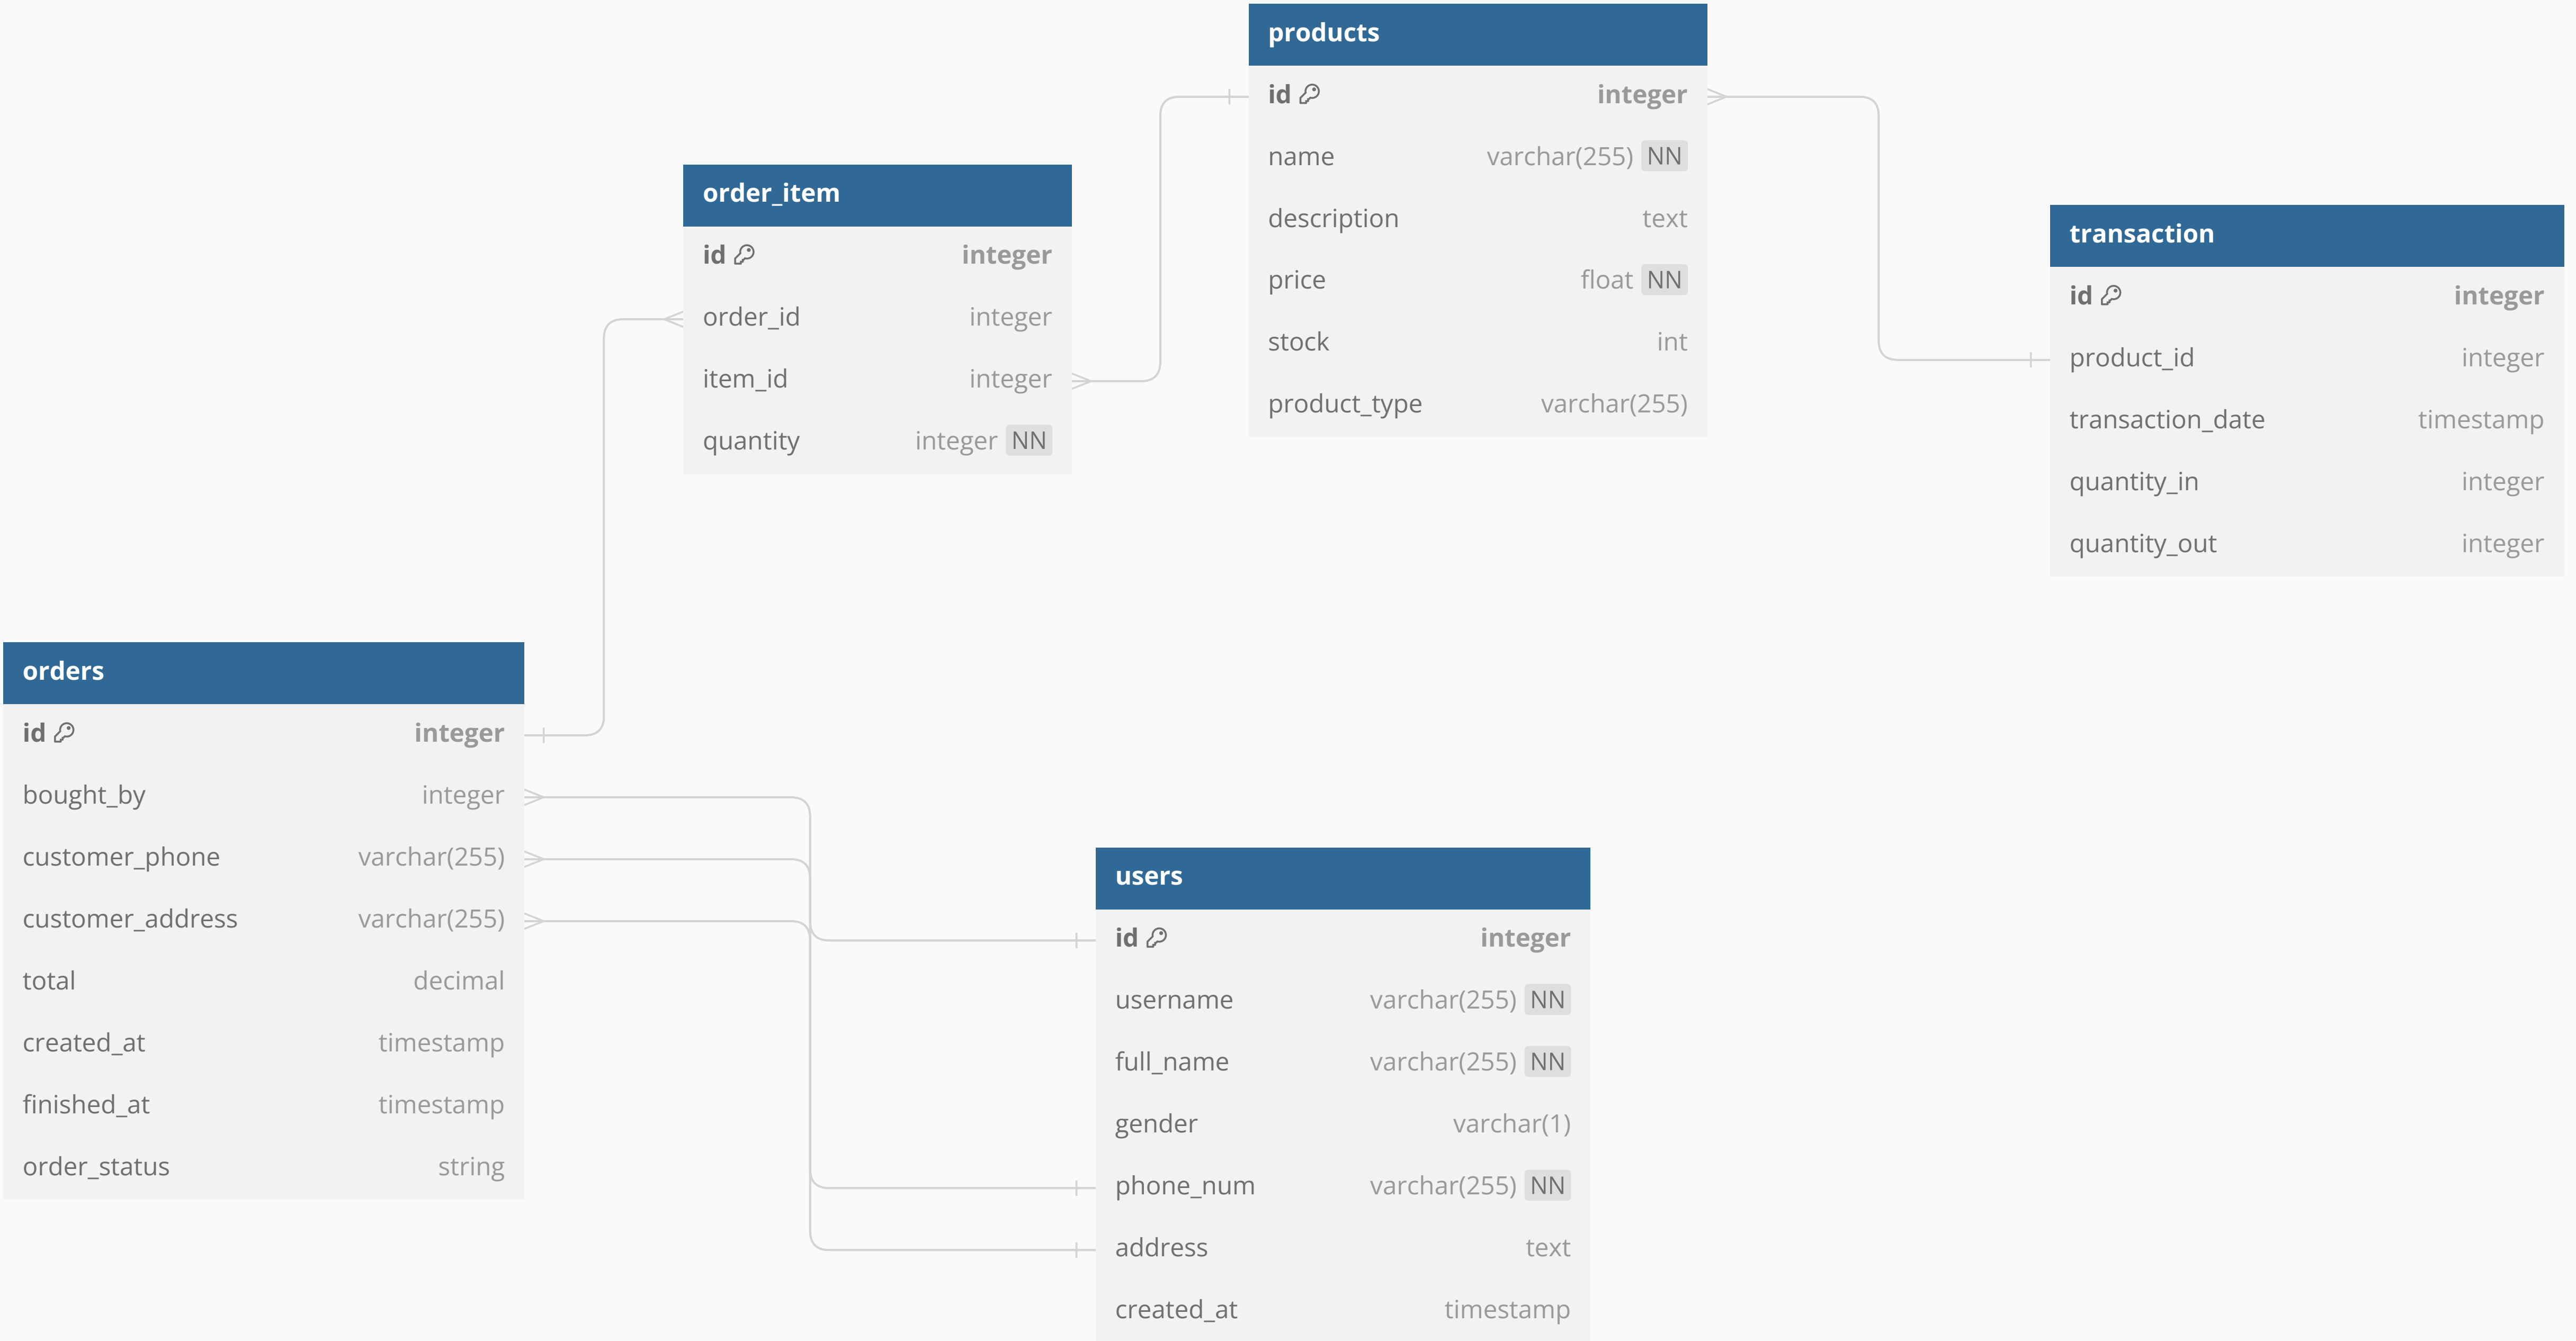 products
id integer
name varchar(255) NN
description text
price float NN
stock int
product_type varchar(255)
order_item
id integer
order_id integer
item_id integer
quantity integer NN
transaction
id integer
product_id integer
transaction_date timestamp
quantity_in integer
quantity_out integer
orders
id integer
bought_by integer
customer_phone varchar(255)
customer_address varchar(255)
total decimal
created_at timestamp
finished_at timestamp
order_status string
users
id integer
username varchar(255) NN
full_name varchar(255) NN
gender varchar(1)
phone_num varchar(255) NN
address text
created_at timestamp